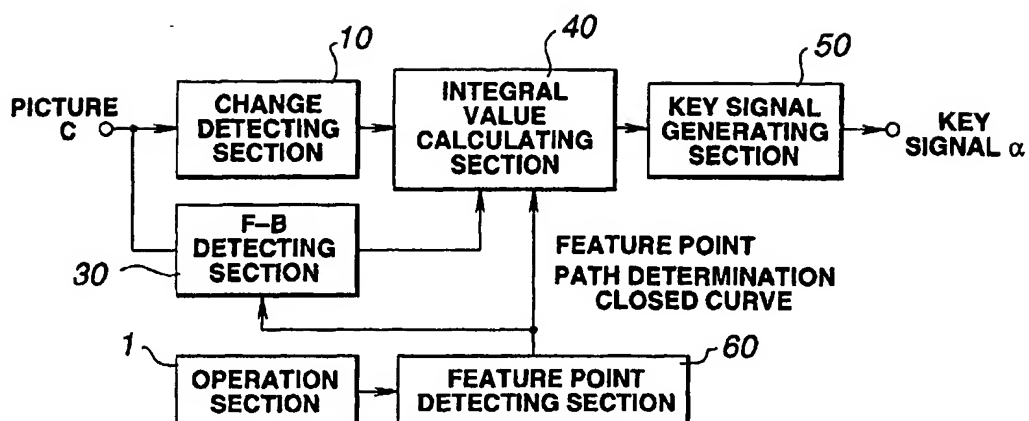 10
40
50
PICTURE
C
CHANGE
DETECTING
SECTION
INTEGRAL
VALUE
CALCULATING
SECTION
KEY SIGNAL
GENERATING
SECTION
KEY
SIGNAL α
F–B
DETECTING
SECTION
30
FEATURE POINT
PATH DETERMINATION
CLOSED CURVE
1
60
OPERATION
SECTION
FEATURE POINT
DETECTING SECTION